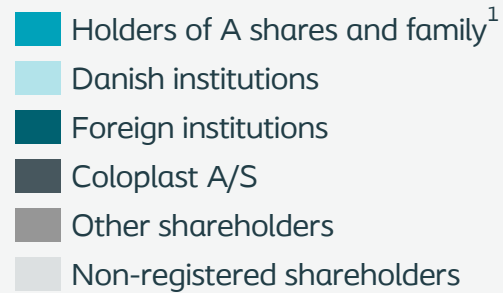 Holders of A shares and family¹
Danish institutions
Foreign institutions
Coloplast A/S
Other shareholders
Non-registered shareholders